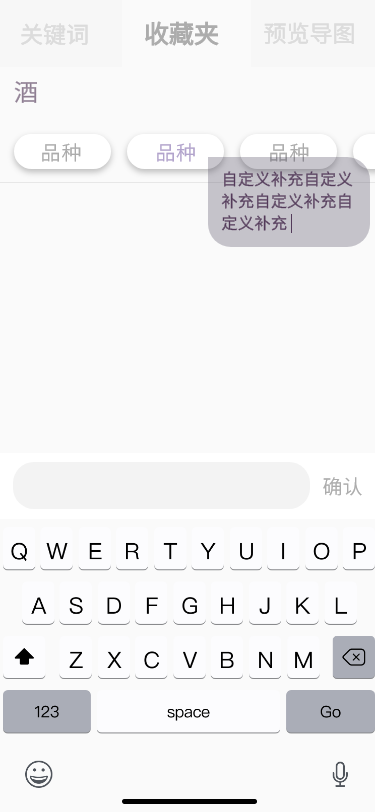 关键词 收藏夹 预览导图
酒
品种 品种 品种
自定义补充自定义
补充自定义补充自
定义补充
确认
Q W E R T Y U I O P
A S D F G H J K L
Z X C V B N M
123 space Go